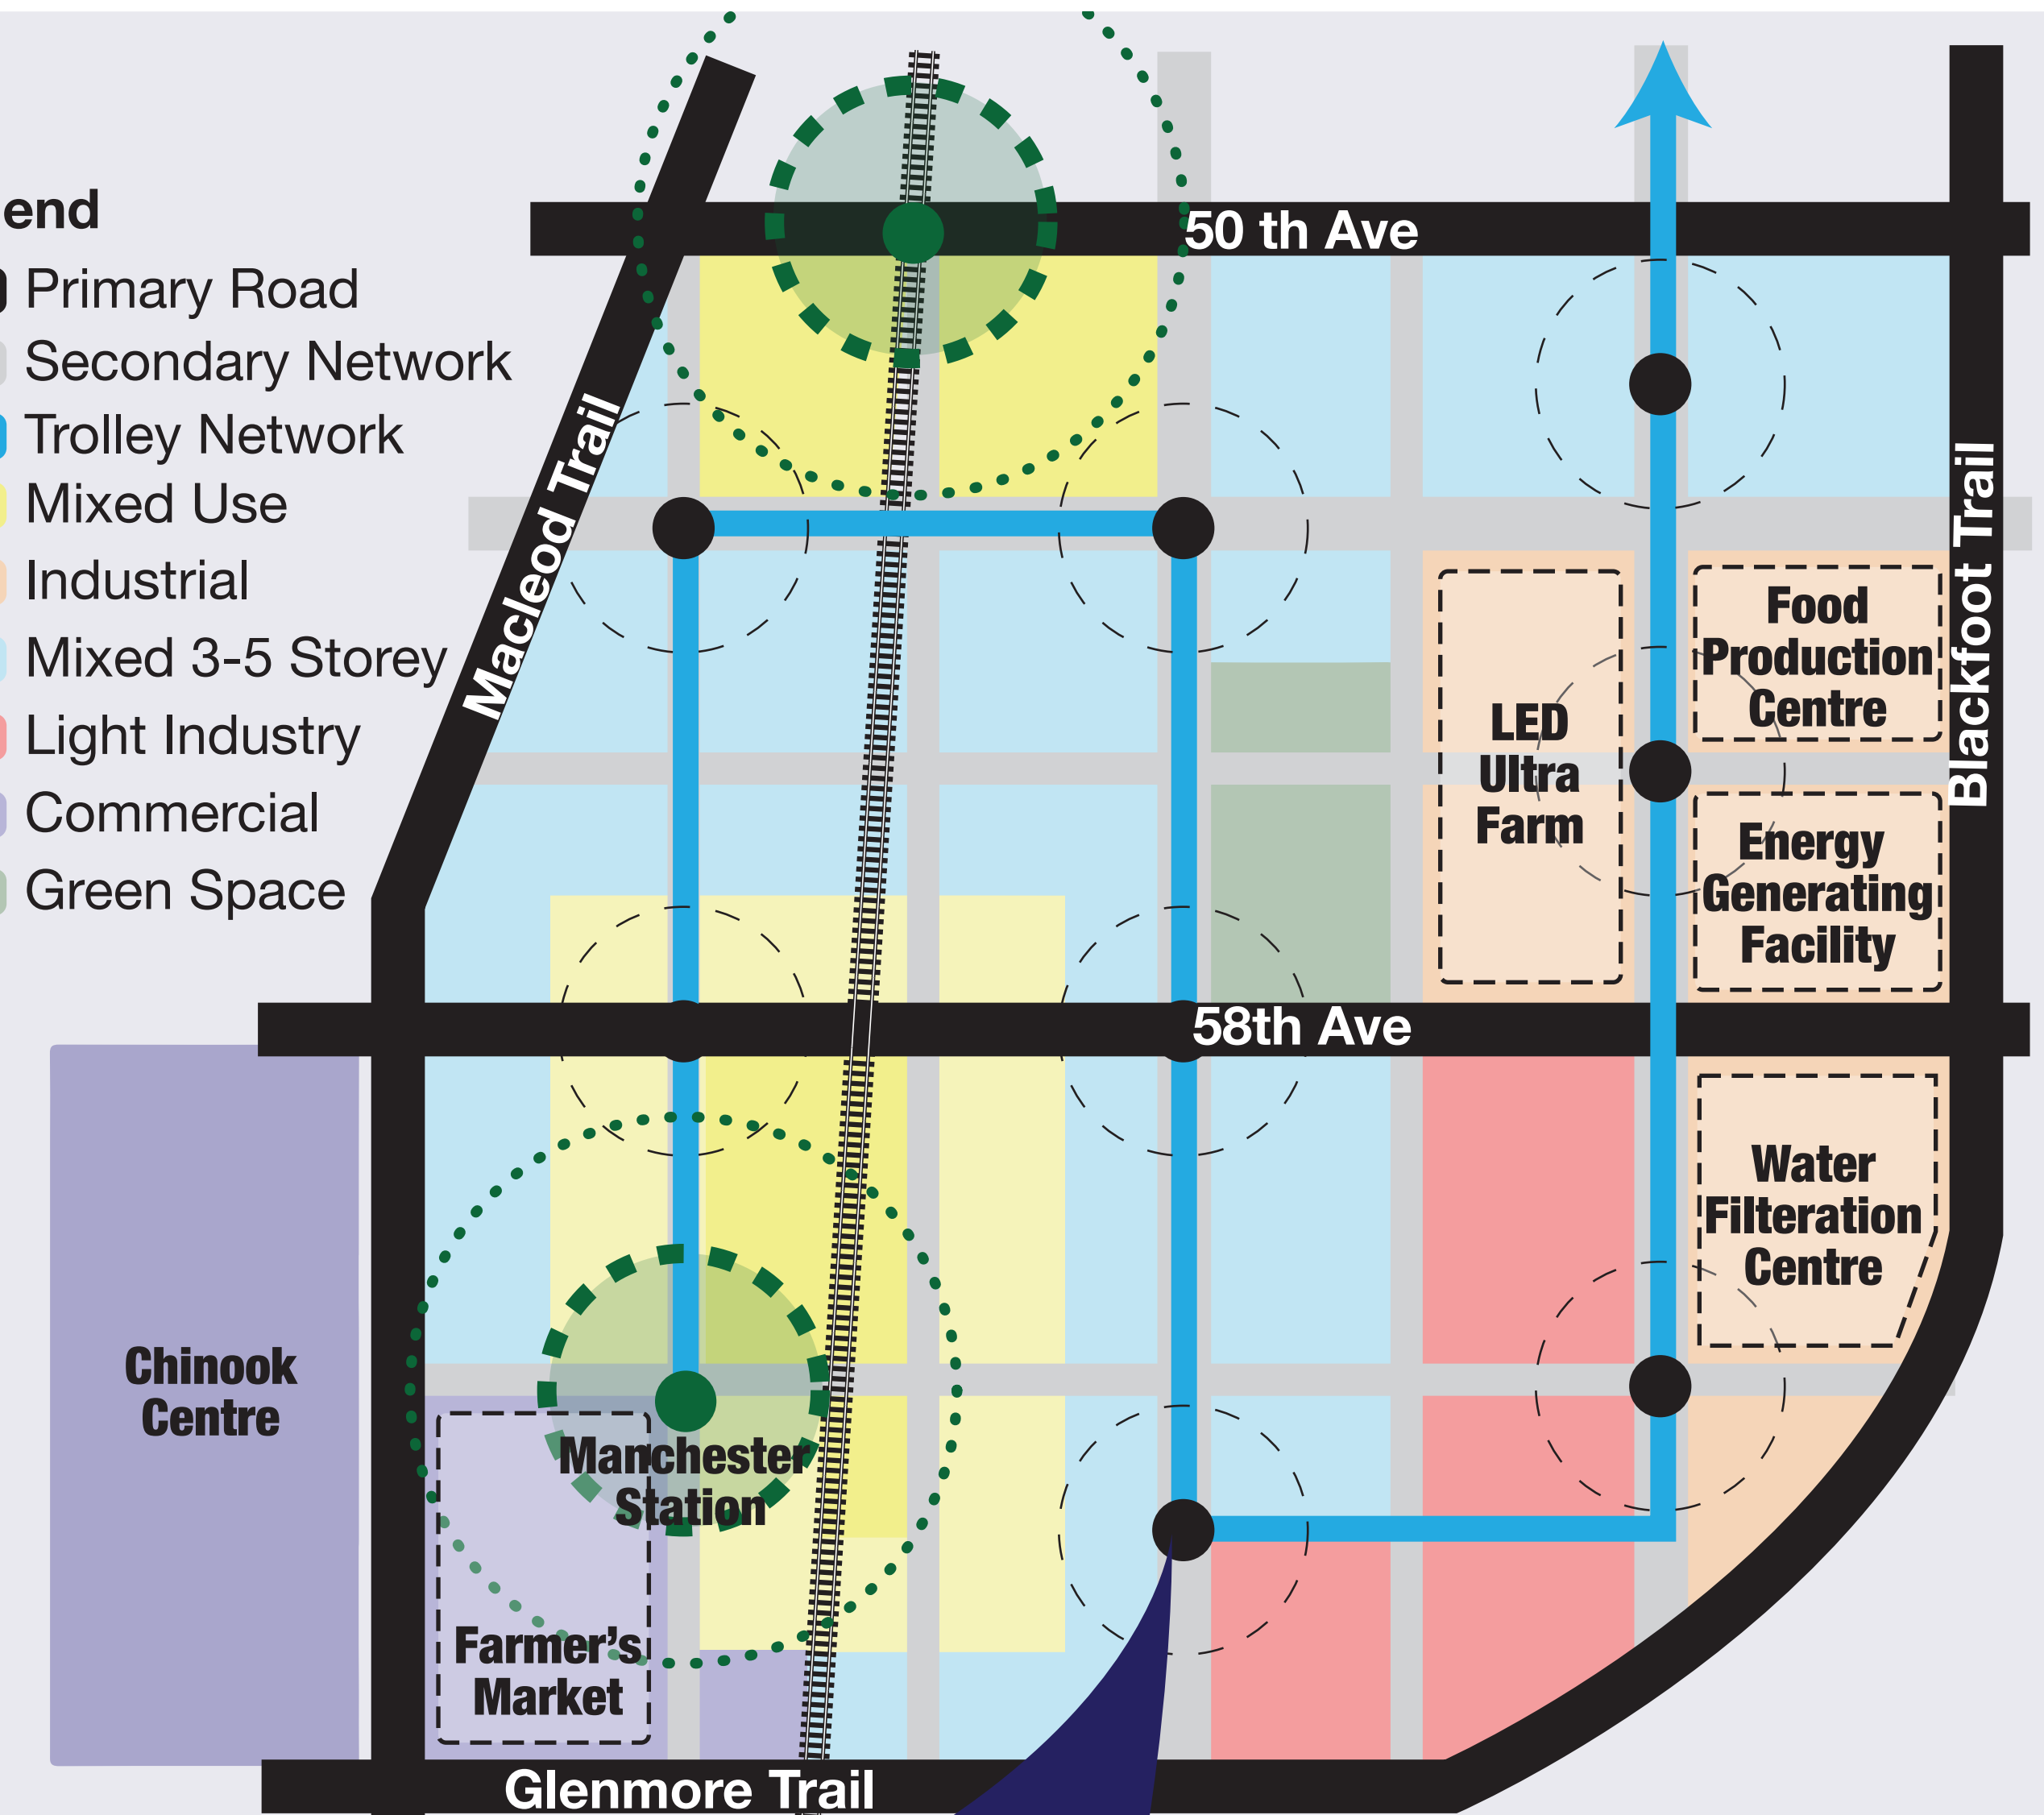 end
Primary Road
Secondary Network
Trolley Network
Mixed Use
Industrial
Mixed 3-5 Storey
Light Industry
Commercial
Green Space
50 th Ave
Macleod Trail
Blackfoot Trail
Food
Production
Centre
LED
Ultra
Farm
Energy
Generating
Facility
58th Ave
Water
Filteration
Centre
Chinook
Centre
Manchester
Station
Farmer’s
Market
Glenmore Trail